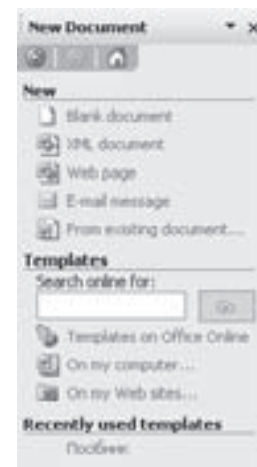 New Document
New
Blank document
XML document
Web page
E-mail message
From existing document...
Templates
Search online for:
Go
Templates on Office Online
On my computer...
On my Web sites...
Recently used templates
Посібник